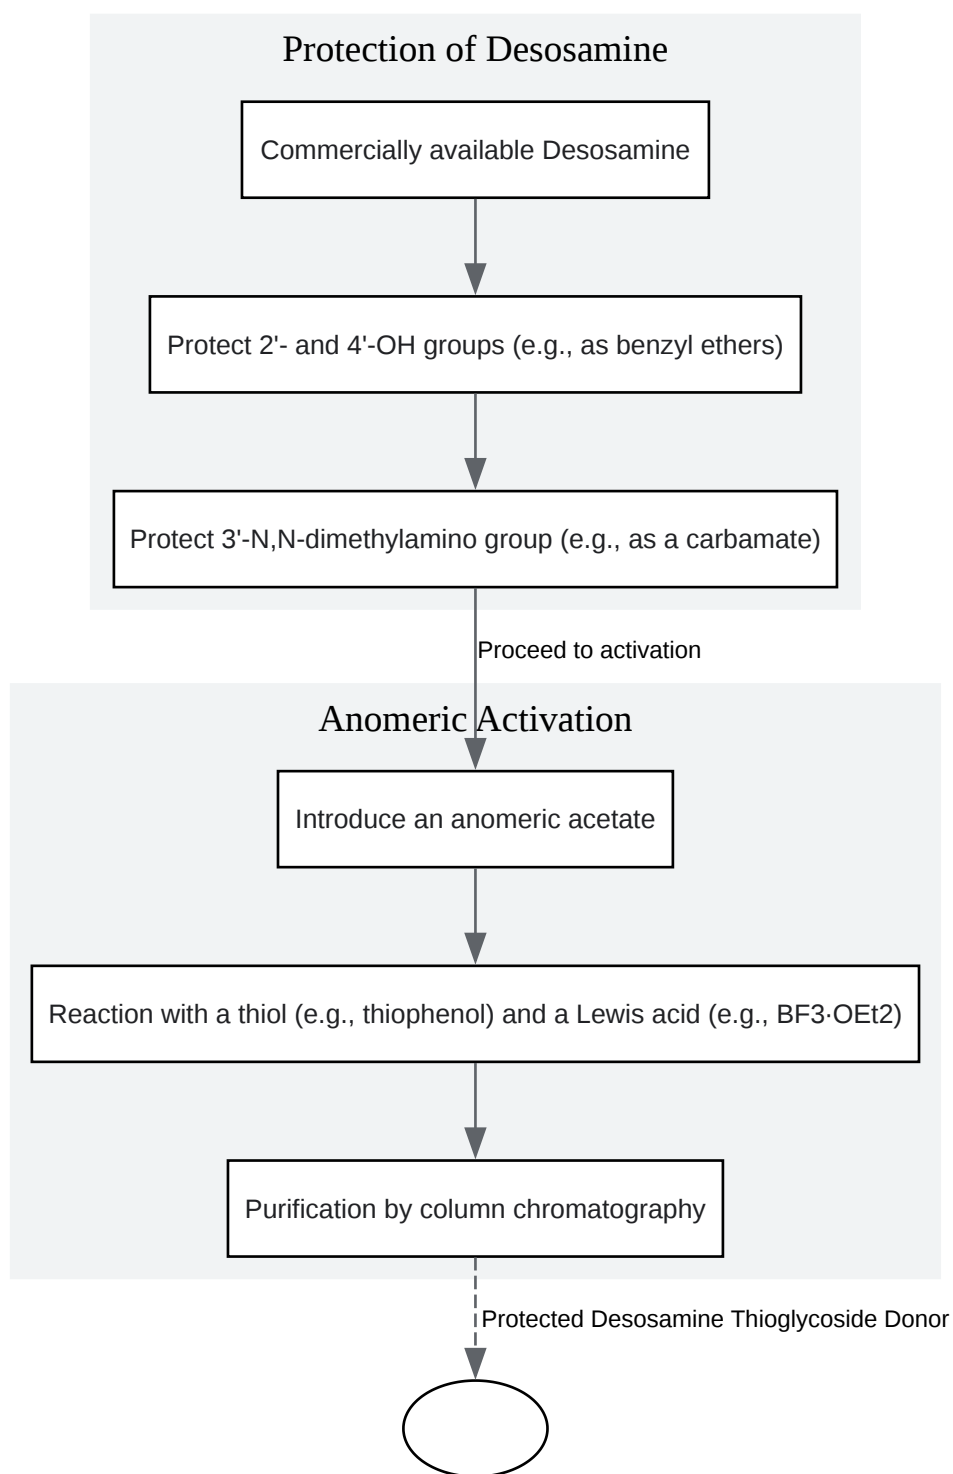 Protection of Desosamine
Commercially available Desosamine
Protect 2'- and 4'-OH groups (e.g., as benzyl ethers)
Protect 3'-N,N-dimethylamino group (e.g., as a carbamate)
Proceed to activation
Anomeric Activation
Introduce an anomeric acetate
Reaction with a thiol (e.g., thiophenol) and a Lewis acid (e.g., BF3·OEt2)
Purification by column chromatography
Protected Desosamine Thioglycoside Donor